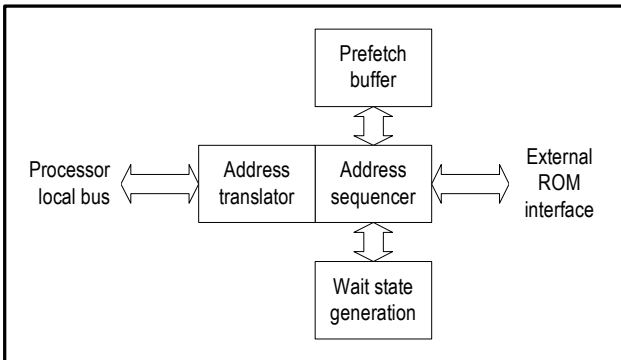 Prefetch
buffer
Processor
local bus
Address
translator
Address
sequencer
External
ROM
interface
Wait state
generation